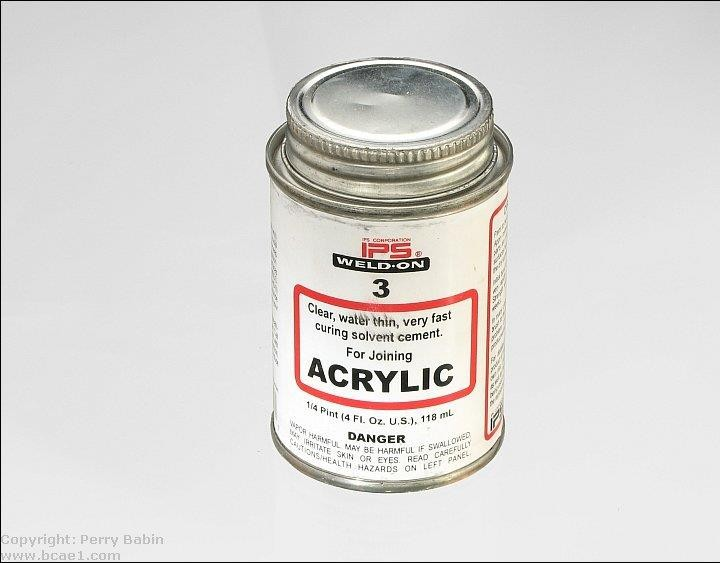 IPS CORPORATION
IPS®
WELD-ON
3
Clear, water thin, very fast
curing solvent cement.
For Joining
ACRYLIC
1/4 Pint (4 Fl. Oz. U.S.), 118 mL
DANGER
VAPOR HARMFUL. MAY BE HARMFUL IF SWALLOWED.
MAY IRRITATE SKIN OR EYES. READ CAREFULLY
CAUTIONS/HEALTH HAZARDS ON LEFT PANEL.
Copyright: Perry Babin
www.bcae1.com